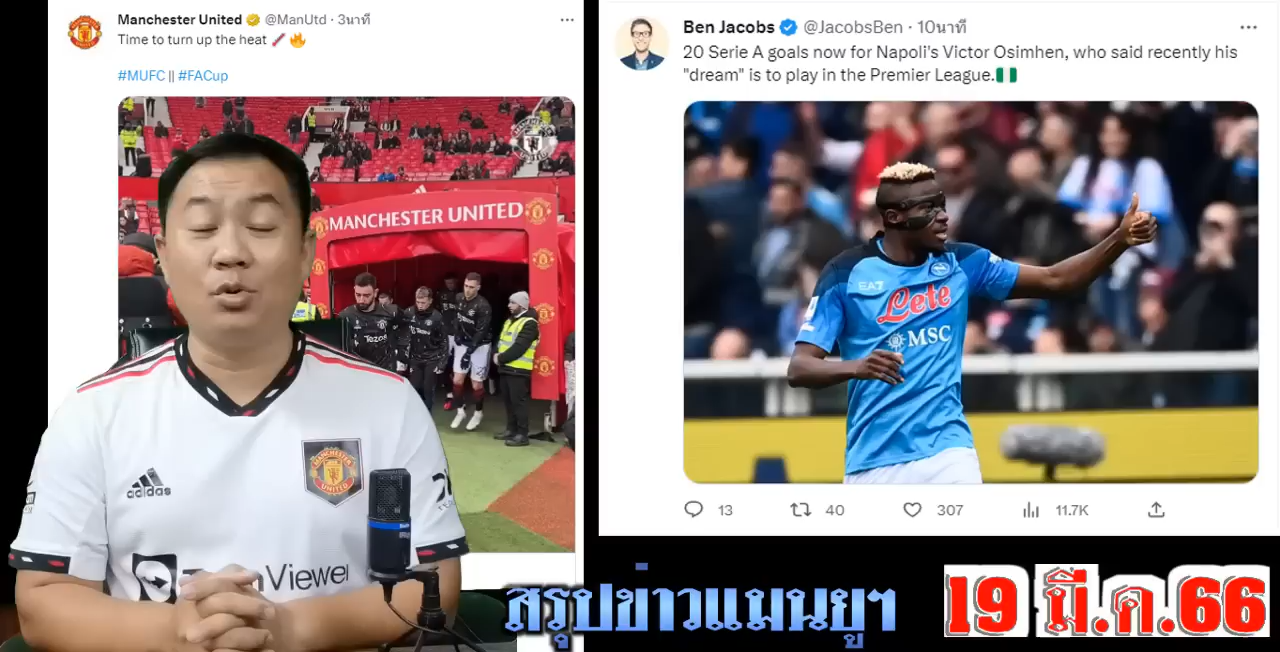 Manchester United @ManUtd · 3นาที
Time to turn up the heat
#MUFC || #FACup
MANCHESTER UNITED
Tezos
adidas
MANCHESTER
UNITED
Viewer
Ben Jacobs @JacobsBen · 10นาที
20 Serie A goals now for Napoli's Victor Osimhen, who said recently his
"dream" is to play in the Premier League.
EA7
Lete
MSC
13 40 307 11.7K
สรุปข่าวแมนยูฯ
19 มี.ค.66